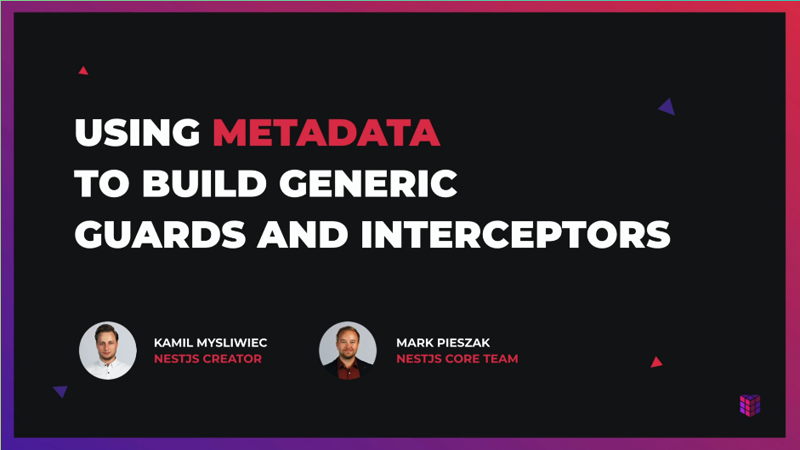 USING METADATA
TO BUILD GENERIC
GUARDS AND INTERCEPTORS
KAMIL MYSLIWIEC
NESTJS CREATOR
MARK PIESZAK
NESTJS CORE TEAM